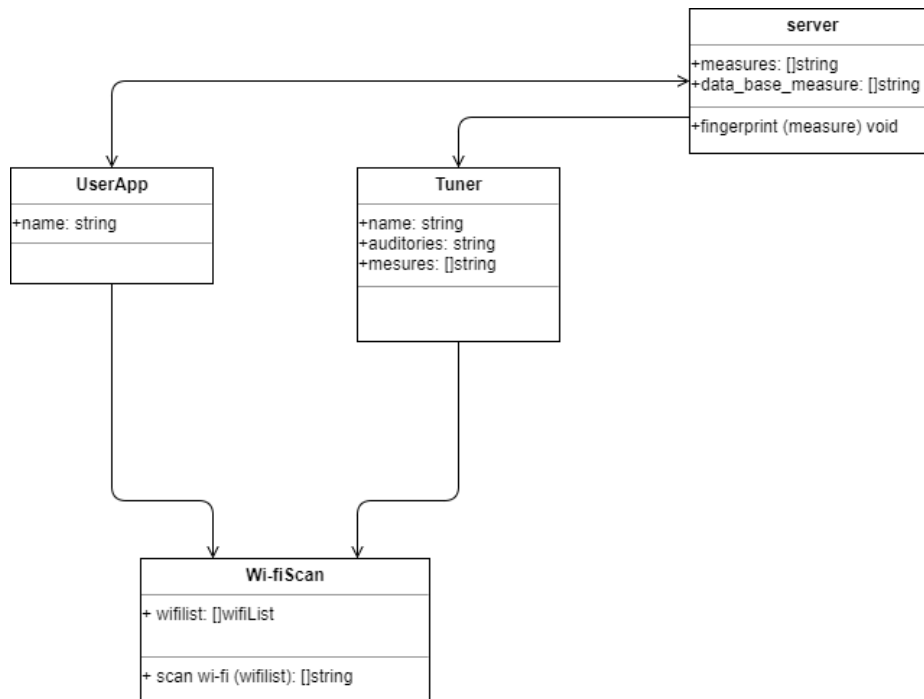 server
+measures: []string
+data_base_measure: []string
+fingerprint (measure) void
UserApp
+name: string
Tuner
+name: string
+auditories: string
+mesures: []string
Wi-fiScan
+ wifilist: []wifiList
+ scan wi-fi (wifilist): []string